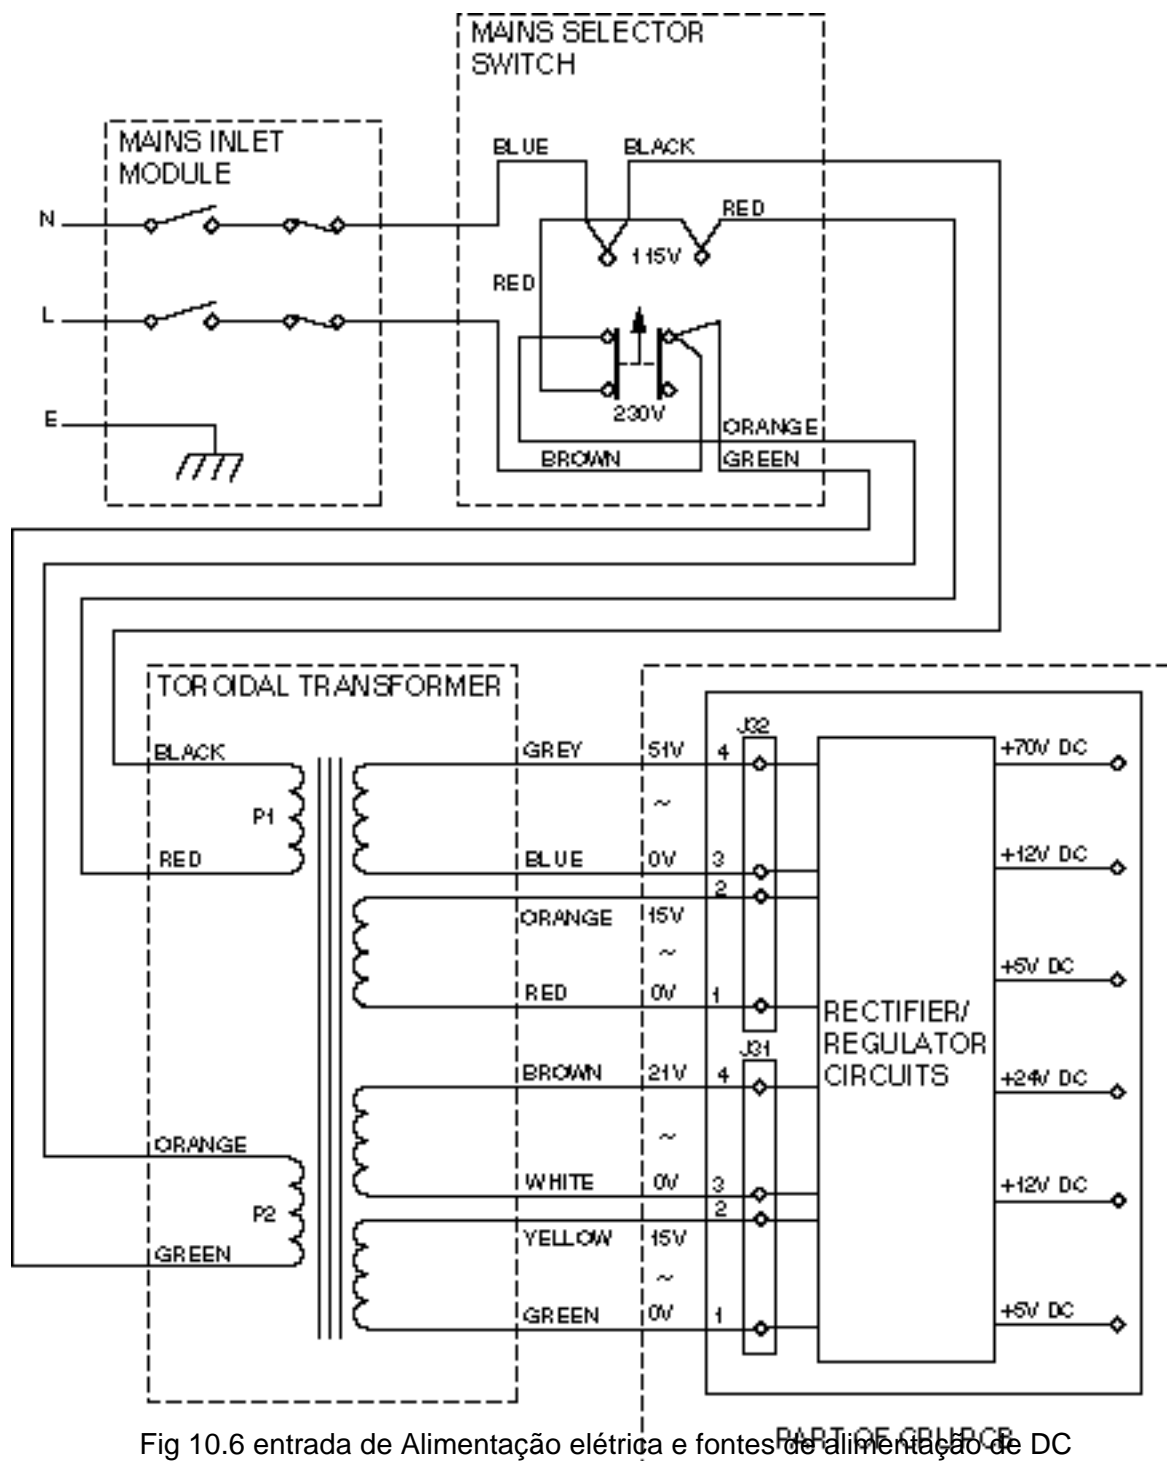 MAINS SELECTOR
SWITCH
MAINS INLET
MODULE
BLUE
BLACK
N
RED
115V
RED
L
230V
E
ORANGE
BROWN
GREEN
TOROIDAL TRANSFORMER
J32
BLACK
GREY
51V
4
+70V DC
~
P1
RED
BLUE
0V
3
+12V DC
2
ORANGE
15V
~
+5V DC
RED
0V
1
RECTIFIER/
REGULATOR
CIRCUITS
J31
BROWN
21V
4
+24V DC
~
ORANGE
WHITE
0V
3
+12V DC
2
P2
YELLOW
15V
GREEN
~
GREEN
0V
1
+5V DC
PART OF
Fig 10.6 entrada de Alimentação elétrica e fontes de alimentação de DC